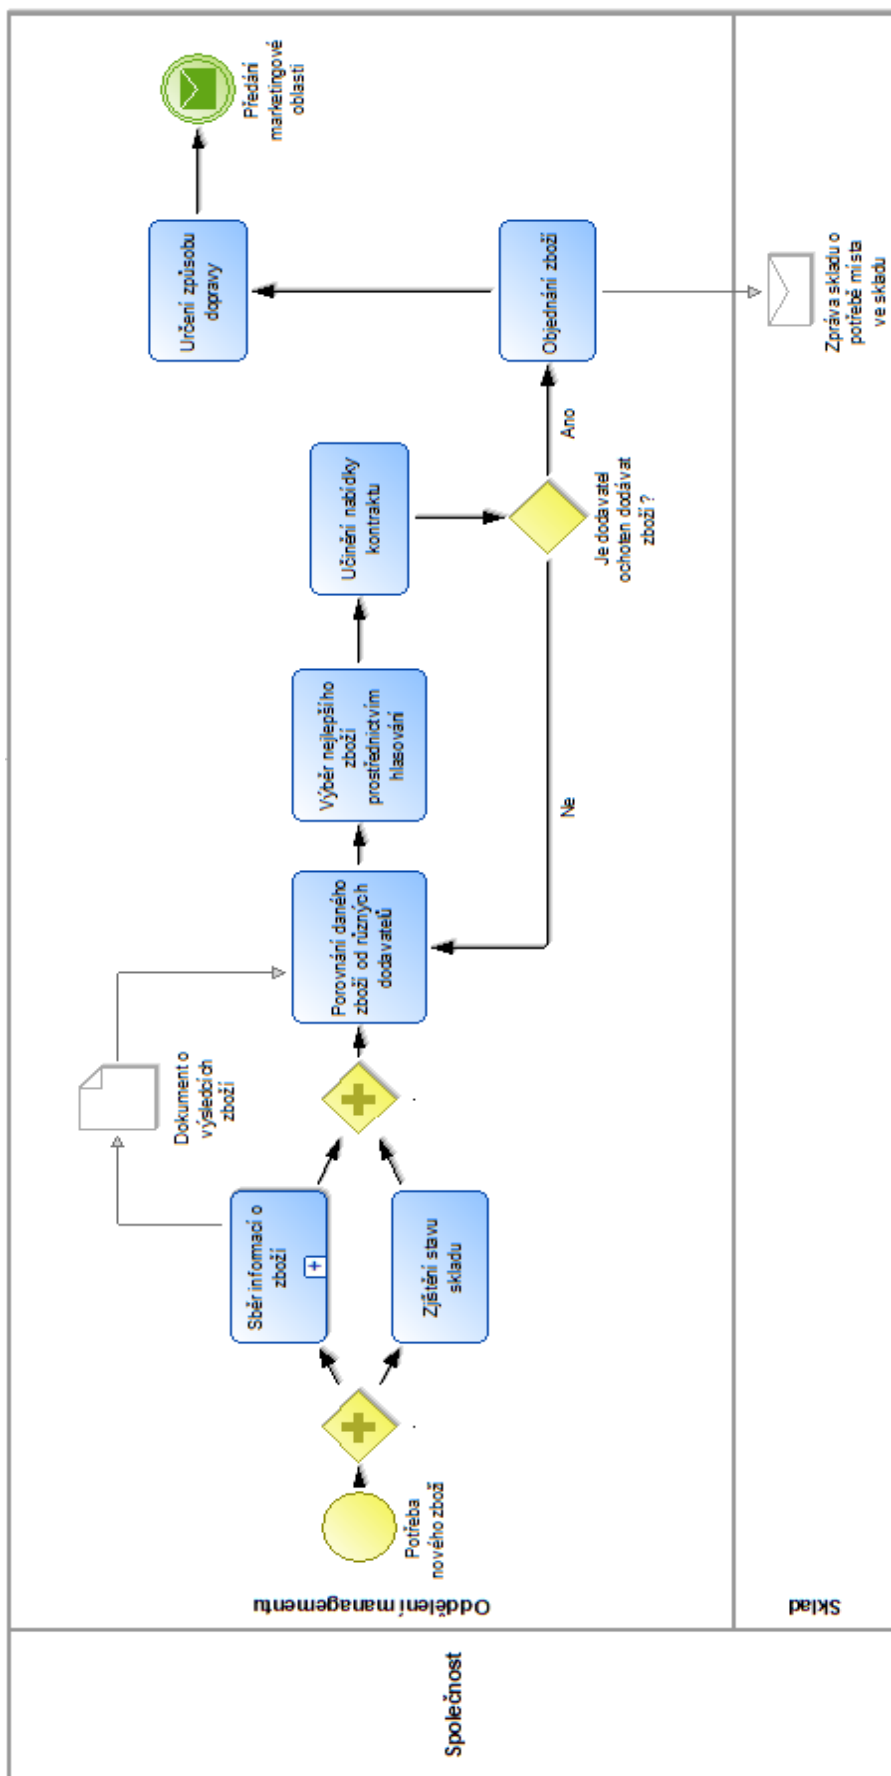 Společnost
Oddělení managementu
Sklad
Potřeba
nového zboží
Sběr informací o
zboží
Zjištění stavu
skladu
Dokument o
výsledcích
zboží
Porovnání daného
zboží od různých
dodavatelů
Výběr nejlepšího
zboží
prostřednictvím
hlasování
Učinění nabídky
kontraktu
Je dodavatel
ochoten dodávat
zboží ?
Ne
Ano
Objednání zboží
Určení způsobu
dopravy
Předání
marketingové
oblasti
Zpráva skladu o
potřebě místa
ve skladu